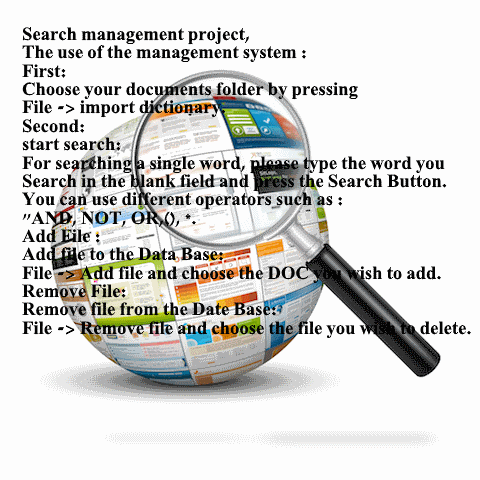 Search management project,
The use of the management system :
First:
Choose your documents folder by pressing
File -> import dictionary.
Second:
start search:
For searching a single word, please type the word you
Search in the blank field and press the Search Button.
You can use different operators such as :
"AND, NOT, OR,(), *.
Add File :
Add file to the Data Base:
File -> Add file and choose the DOC you wish to add.
Remove File:
Remove file from the Date Base:
File -> Remove file and choose the file you wish to delete.